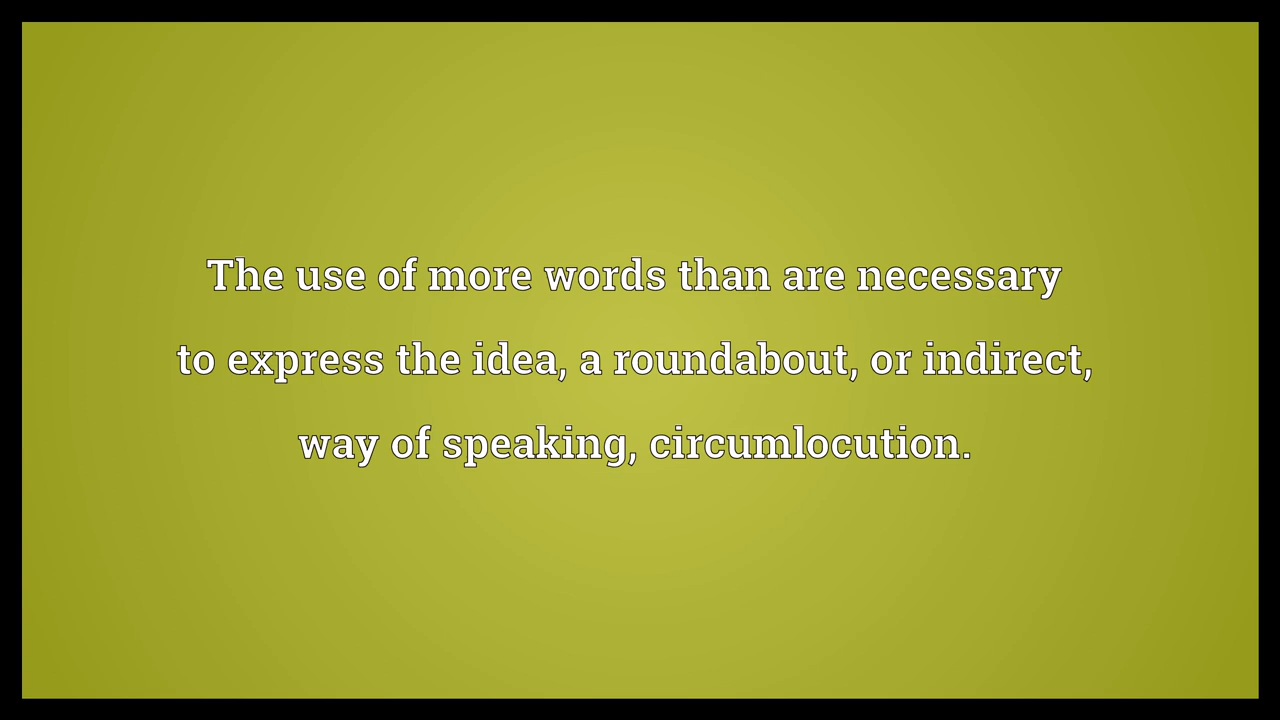 The use of more words than are necessary
to express the idea, a roundabout, or indirect,
way of speaking, circumlocution.